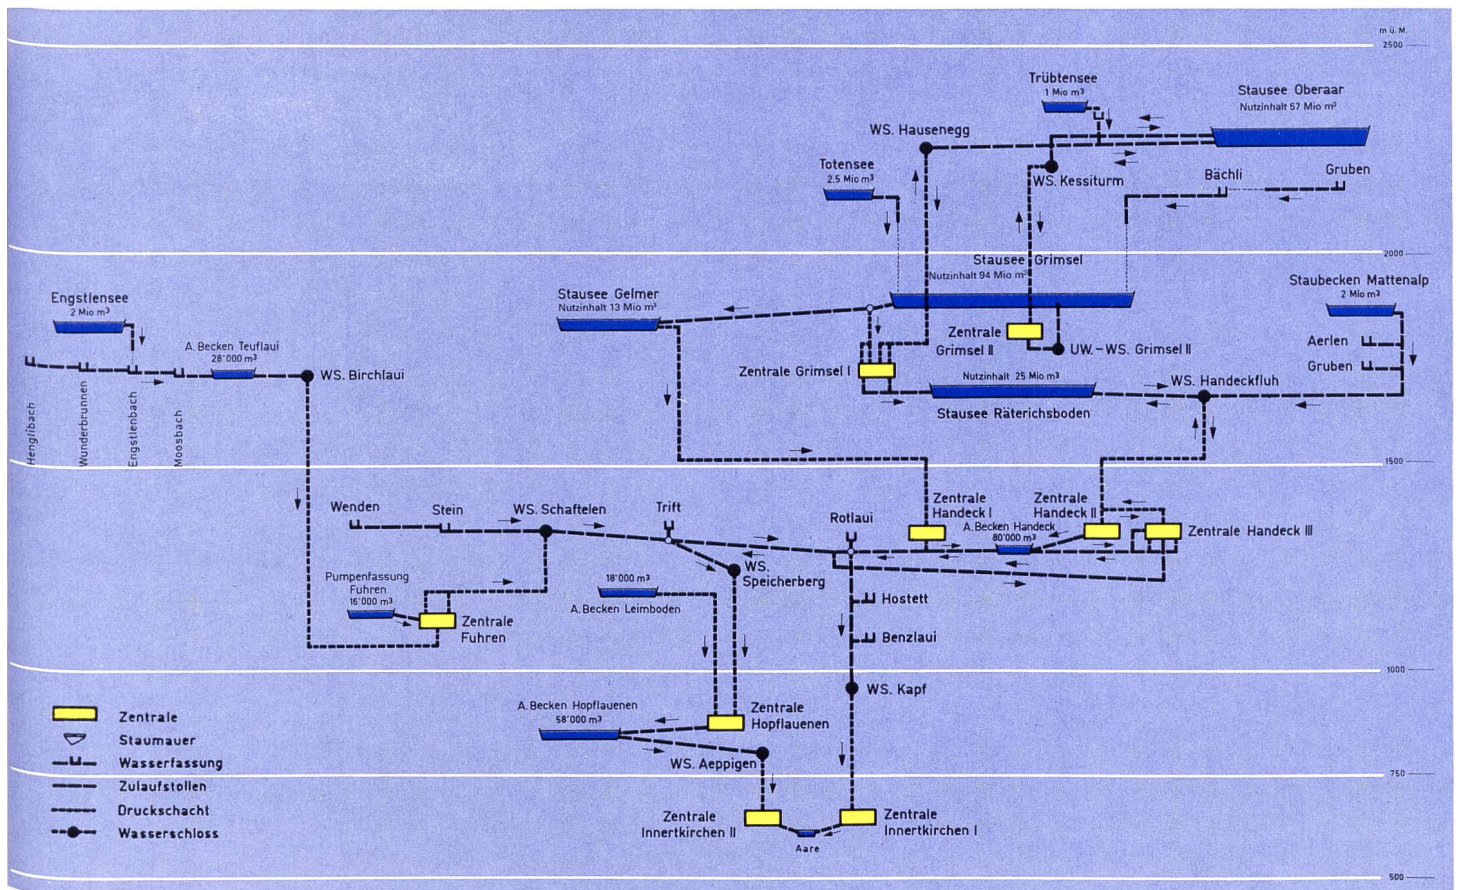 m ü. M.
2500
Trübtensee
1 Mio m³
Stausee Oberaar
Nutzinhalt 57 Mio m³
WS. Hausenegg
Totensee
2.5 Mio m³
WS. Kessiturm
Bächli
Gruben
2000
Stausee Grimsel
Nutzinhalt 94 Mio m³
Engstlensee
2 Mio m³
Stausee Gelmer
Nutzinhalt 13 Mio m³
Staubecken Mattenalp
2 Mio m³
A. Becken Teuflaui
28'000 m³
WS. Birchlaui
Zentrale
Grimsel II
UW.-WS. Grimsel II
Aerlen
Gruben
Zentrale Grimsel I
Nutzinhalt 25 Mio m³
Stausee Räterichsboden
WS. Handeckfluh
Henglibach
Wunderbrunnen
Engstlenbach
Moosbach
1500
Wenden
Stein
WS. Schaftelen
Trift
Rotlaui
Zentrale
Handeck I
A. Becken Handeck
80'000 m³
Zentrale
Handeck II
Zentrale Handeck III
Pumpenfassung
Fuhren
16'000 m³
Zentrale
Fuhren
18'000 m³
A. Becken Leimboden
WS.
Speicherberg
Hostett
Benzlaui
1000
WS. Kapf
A. Becken Hopflauenen
58'000 m³
Zentrale
Hopflauenen
WS. Aeppigen
750
Zentrale
Innertkirchen II
Zentrale
Innertkirchen I
Aare
500
Zentrale
Staumauer
Wasserfassung
Zulaufstollen
Druckschacht
Wasserschloss